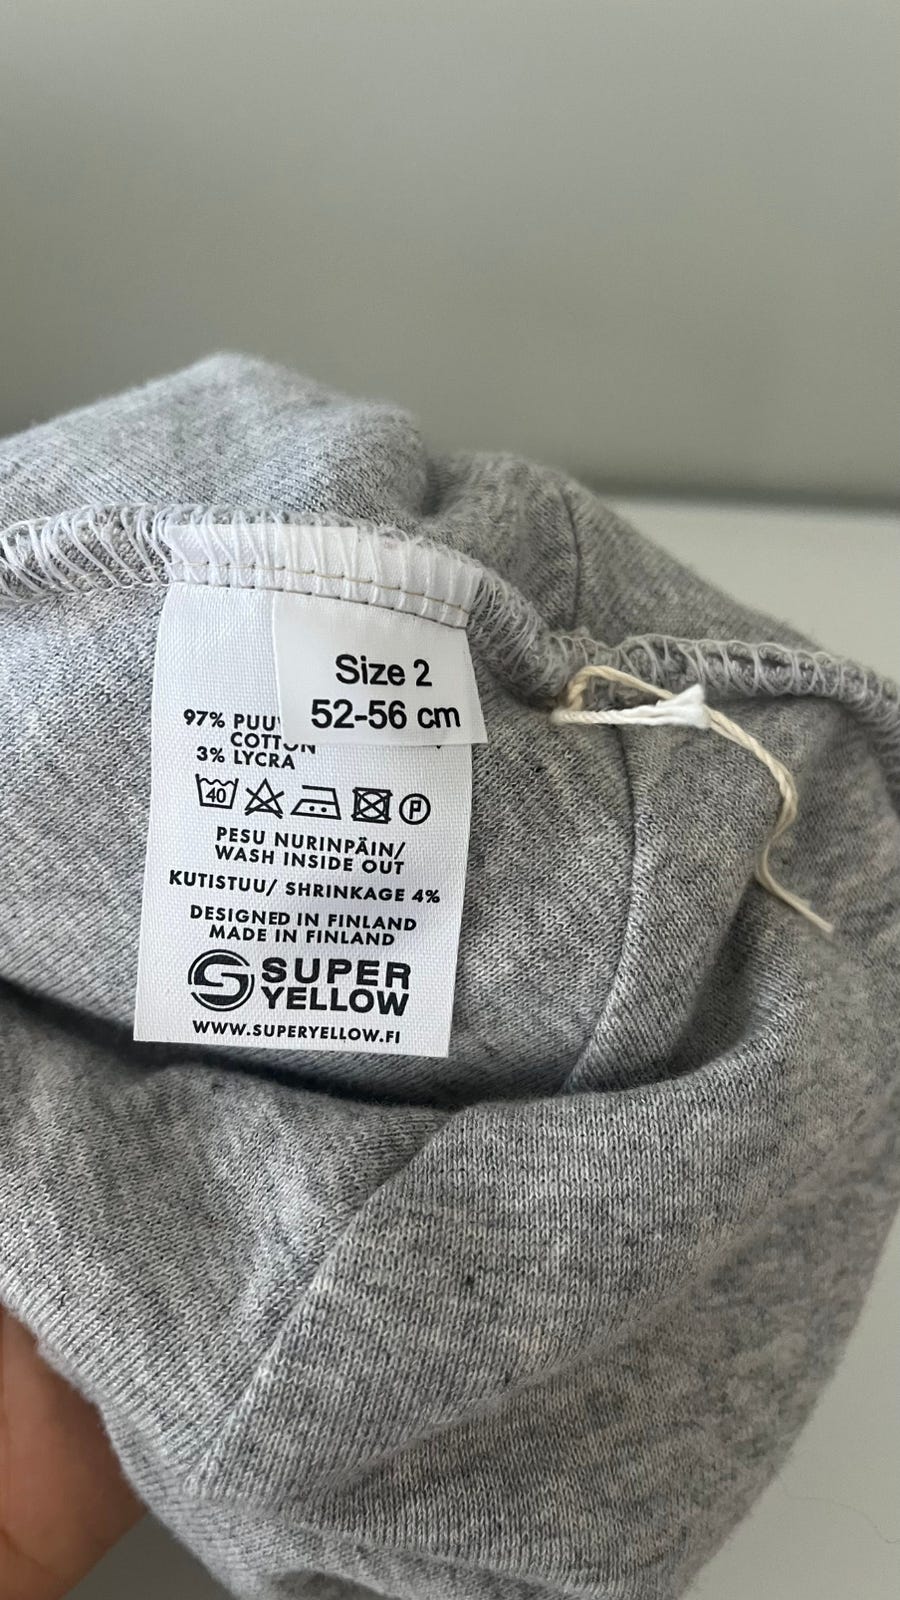 Size 2
52-56 cm
97%
COTTON
3% LYCRA
40 P
PESU NURINPÄIN/
WASH INSIDE OUT
KUTISTUU/ SHRINKAGE 4%
DESIGNED IN FINLAND
MADE IN FINLAND
SUPER
YELLOW
WWW.SUPERYELLOW.FI